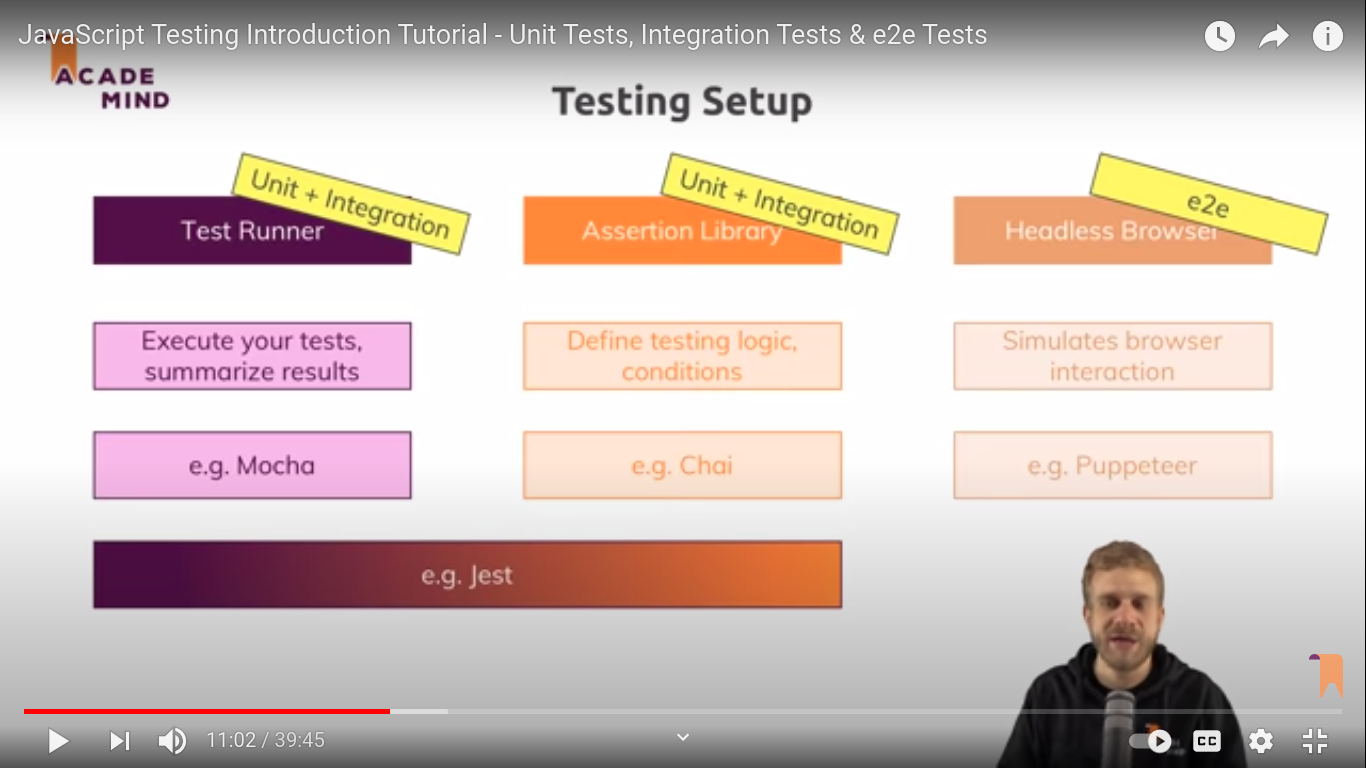 JavaScript Testing Introduction Tutorial - Unit Tests, Integration Tests & e2e Tests
ACADE
MIND
Testing Setup
Unit + Integration
Test Runner
Unit + Integration
Assertion Library
e2e
Headless Browser
Execute your tests,
summarize results
Define testing logic,
conditions
Simulates browser
interaction
e.g. Mocha
e.g. Chai
e.g. Puppeteer
e.g. Jest
11:02 / 39:45
CC